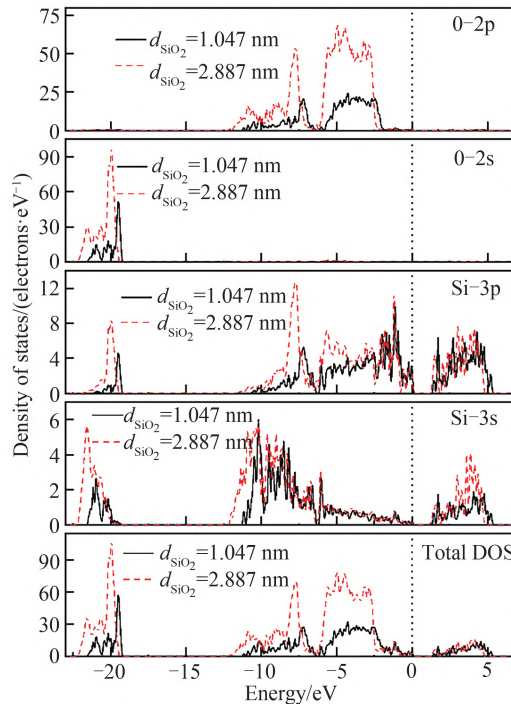 Density of states/(electrons·eV⁻¹)
75
50
25
0
d_SiO₂=1.047 nm
d_SiO₂=2.887 nm
0−2p
90
60
30
0
d_SiO₂=1.047 nm
d_SiO₂=2.887 nm
0−2s
12
8
4
0
d_SiO₂=1.047 nm
d_SiO₂=2.887 nm
Si−3p
6
4
2
0
d_SiO₂=1.047 nm
d_SiO₂=2.887 nm
Si−3s
90
60
30
0
d_SiO₂=1.047 nm
d_SiO₂=2.887 nm
Total DOS
−20 −15 −10 −5 0 5
Energy/eV